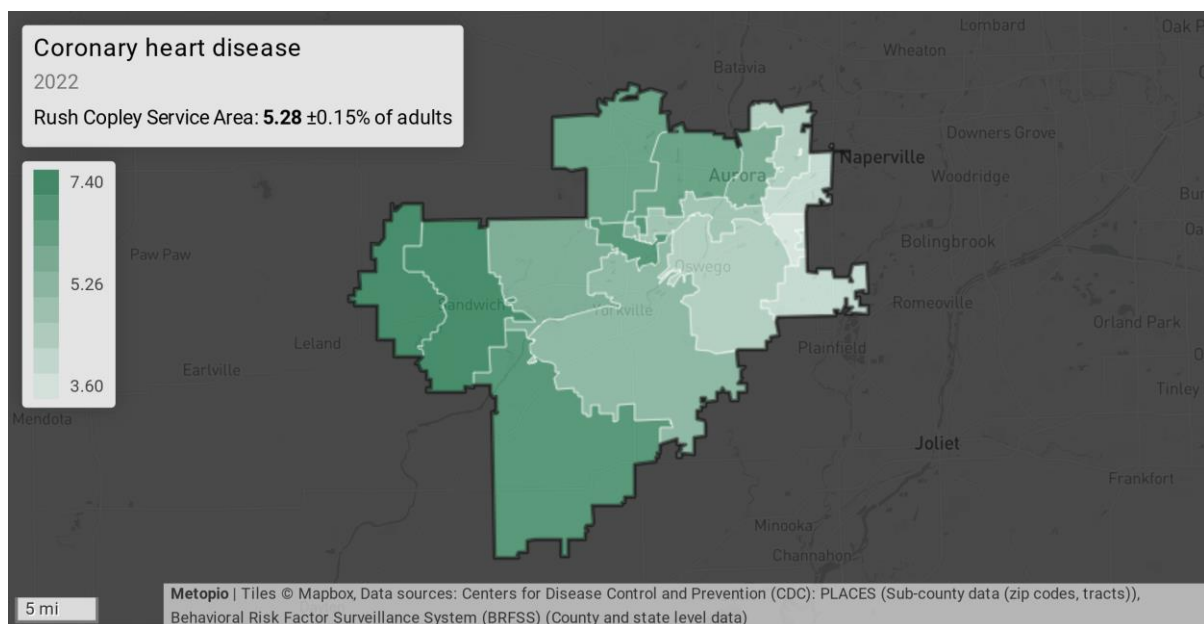 Coronary heart disease
2022
Rush Copley Service Area: 5.28 ±0.15% of adults
7.40
5.26
3.60
Lombard
Wheaton
Batavia
Downers Grove
Naperville
Woodridge
Aurora
Bolingbrook
Paw Paw
Oswego
Sandwich
Yorkville
Romeoville
Orland Park
Leland
Plainfield
Earlville
Tinley
Mendota
Joliet
Frankfort
Minooka
Channahon
5 mi
Metopio | Tiles © Mapbox, Data sources: Centers for Disease Control and Prevention (CDC): PLACES (Sub-county data (zip codes, tracts)),
Behavioral Risk Factor Surveillance System (BRFSS) (County and state level data)